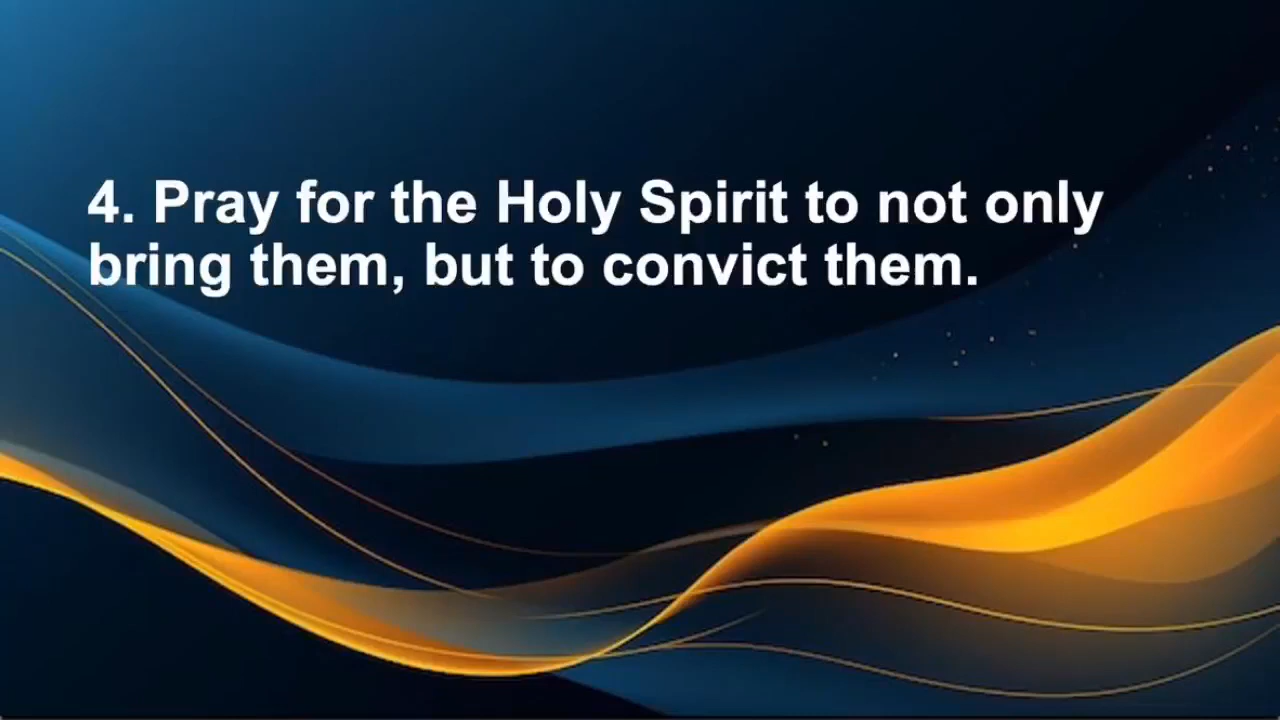 4. Pray for the Holy Spirit to not only
bring them, but to convict them.